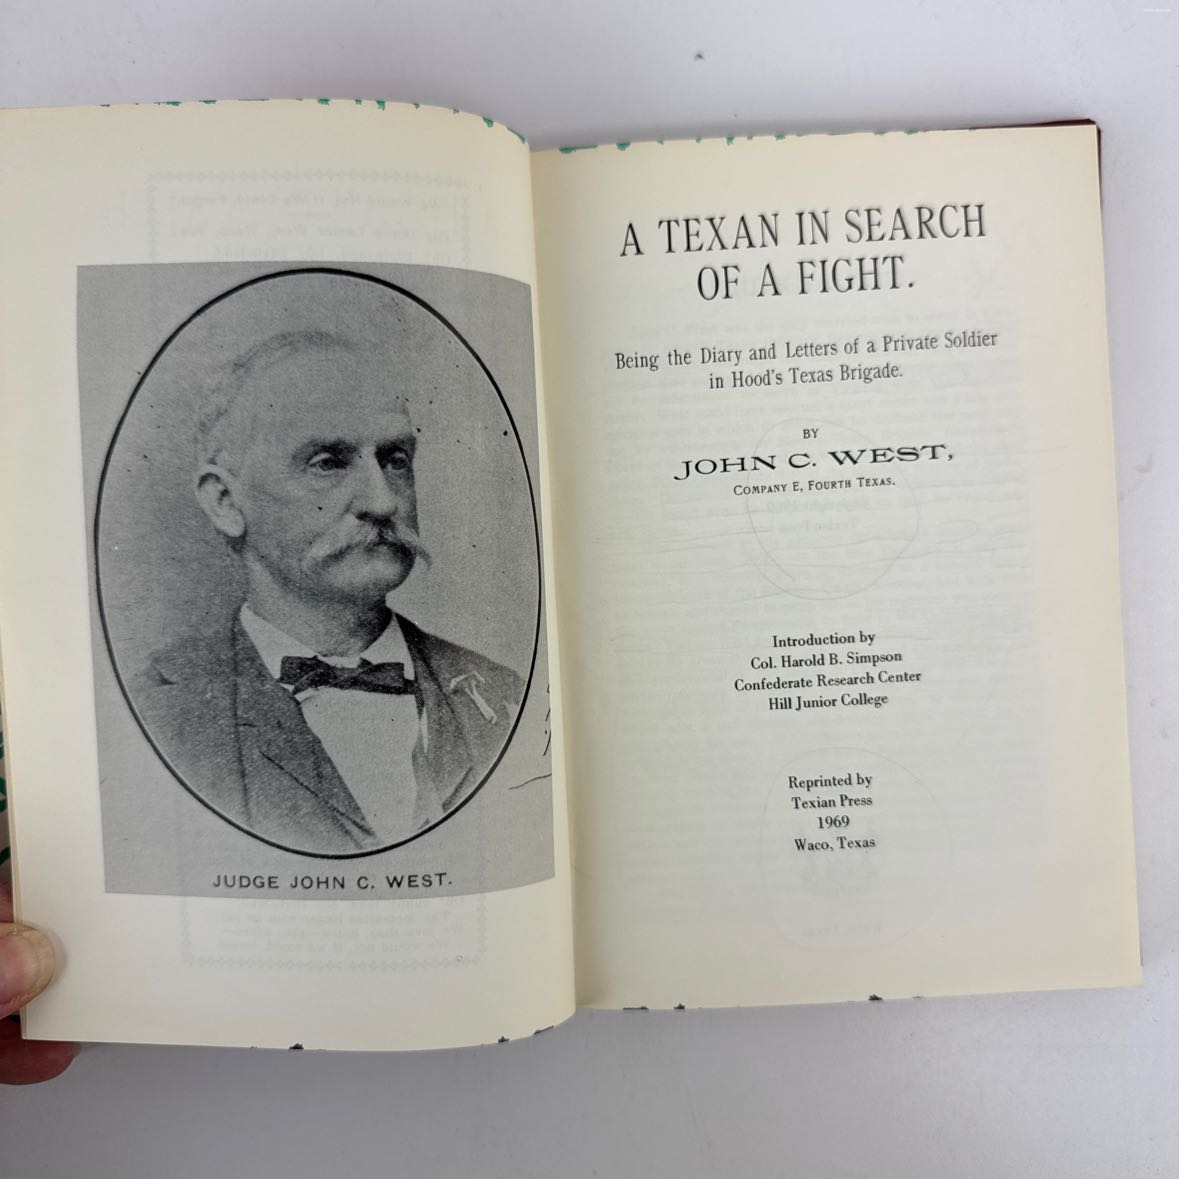 JUDGE JOHN C. WEST.
A TEXAN IN SEARCH
OF A FIGHT.
Being the Diary and Letters of a Private Soldier
in Hood's Texas Brigade.
BY
JOHN C. WEST,
COMPANY E, FOURTH TEXAS.
Introduction by
Col. Harold B. Simpson
Confederate Research Center
Hill Junior College
Reprinted by
Texian Press
1969
Waco, Texas